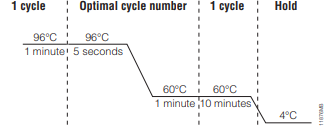 1 cycle Optimal cycle number 1 cycle Hold
96°C 96°C
1 minute 5 seconds
60°C 60°C
1 minute 10 minutes
4°C